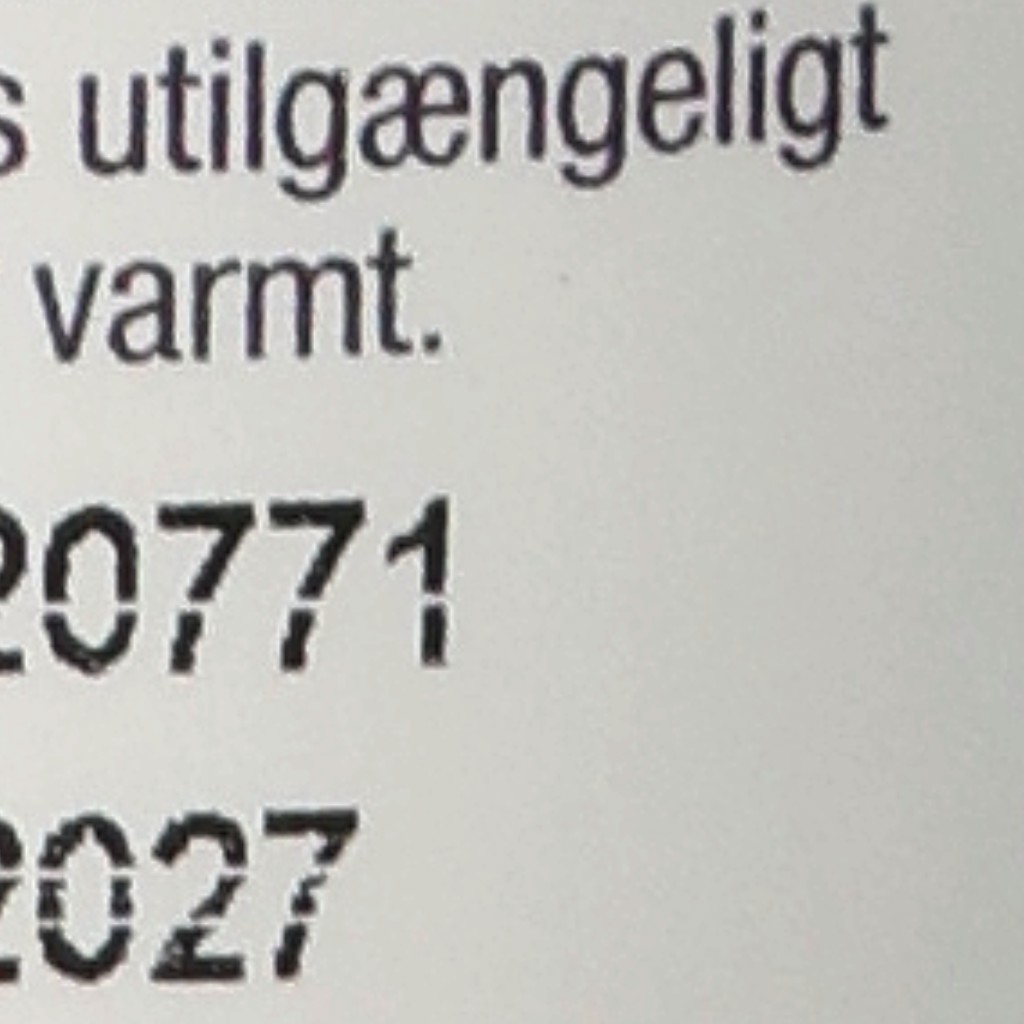 s utilgængeligt
varmt.
20771
2027